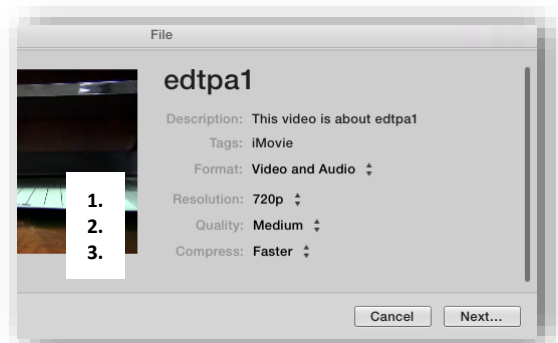 File
edtpa1
Description: This video is about edtpa1
Tags: iMovie
Format: Video and Audio
1. Resolution: 720p
2. Quality: Medium
3. Compress: Faster
Cancel Next...